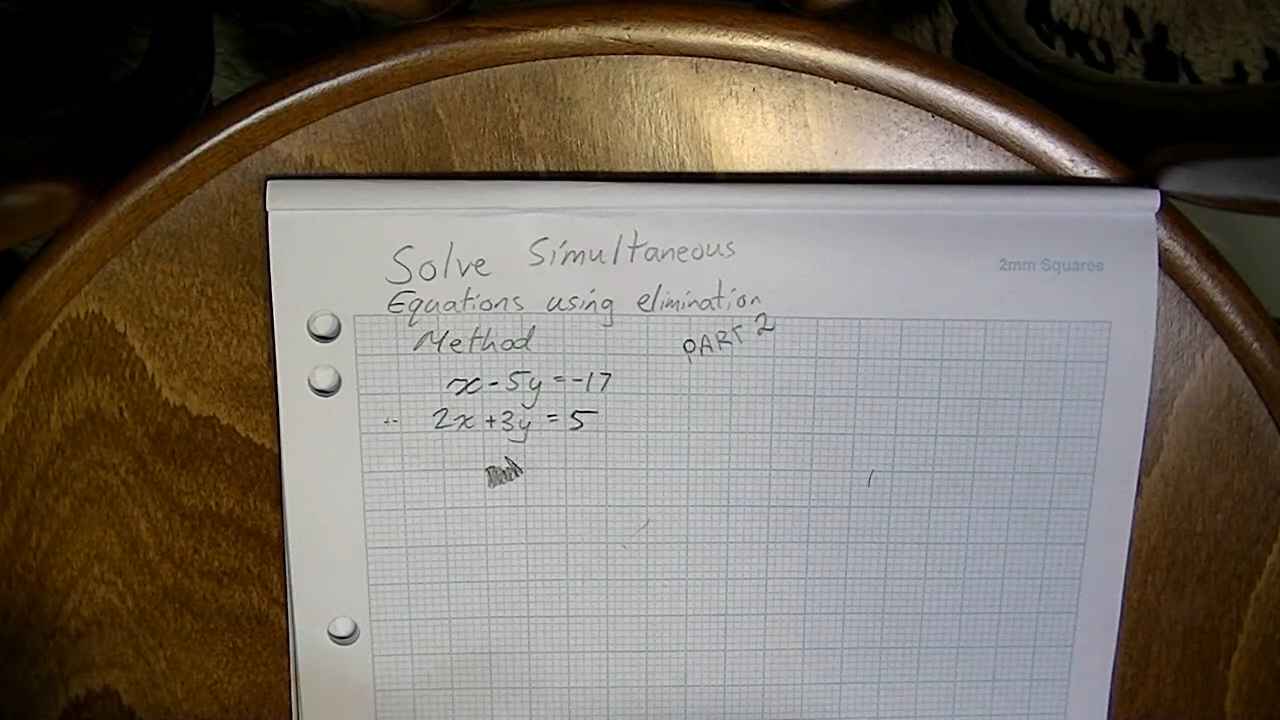 Solve Simultaneous
2mm Squares
Equations using elimination
Method PART 2
x - 5y = -17
2x + 3y = 5